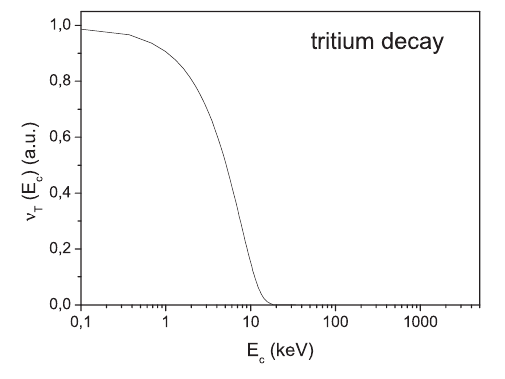 tritium decay
1,0
0,8
0,6
0,4
0,2
0,0
ν_T (E_c) (a.u.)
0,1 1 10 100 1000
E_c (keV)